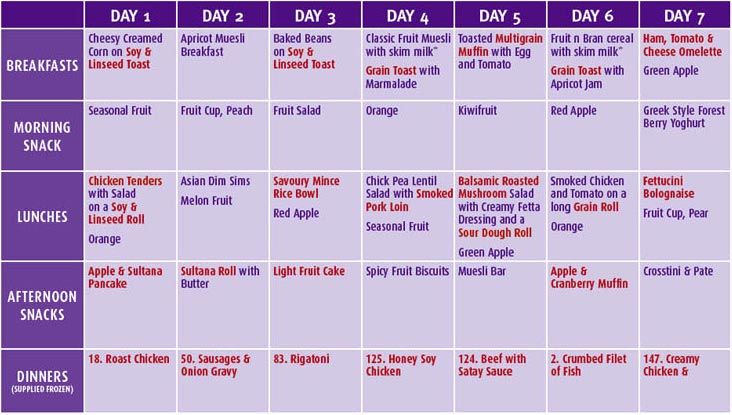 DAY 1 DAY 2 DAY 3 DAY 4 DAY 5 DAY 6 DAY 7
BREAKFASTS
Cheesy Creamed
Corn on Soy &
Linseed Toast
Apricot Muesli
Breakfast
Baked Beans
on Soy &
Linseed Toast
Classic Fruit Muesli
with skim milk^
Grain Toast with
Marmalade
Toasted Multigrain
Muffin with Egg
and Tomato
Fruit n Bran cereal
with skim milk^
Grain Toast with
Apricot Jam
Ham, Tomato &
Cheese Omelette
Green Apple
MORNING
SNACK
Seasonal Fruit
Fruit Cup, Peach
Fruit Salad
Orange
Kiwifruit
Red Apple
Greek Style Forest
Berry Yoghurt
LUNCHES
Chicken Tenders
with Salad
on a Soy &
Linseed Roll
Orange
Asian Dim Sims
Melon Fruit
Savoury Mince
Rice Bowl
Red Apple
Chick Pea Lentil
Salad with Smoked
Pork Loin
Seasonal Fruit
Balsamic Roasted
Mushroom Salad
with Creamy Fetta
Dressing and a
Sour Dough Roll
Green Apple
Smoked Chicken
and Tomato on a
long Grain Roll
Orange
Fettucini
Bolognaise
Fruit Cup, Pear
AFTERNOON
SNACKS
Apple & Sultana
Pancake
Sultana Roll with
Butter
Light Fruit Cake
Spicy Fruit Biscuits
Muesli Bar
Apple &
Cranberry Muffin
Crosstini & Pate
DINNERS
(SUPPLIED FROZEN)
18. Roast Chicken
50. Sausages &
Onion Gravy
83. Rigatoni
125. Honey Soy
Chicken
124. Beef with
Satay Sauce
2. Crumbed Filet
of Fish
147. Creamy
Chicken &